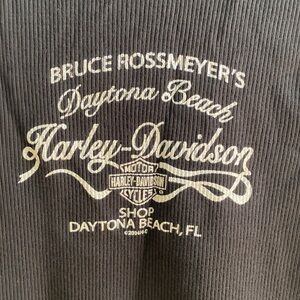 BRUCE ROSSMEYER'S
Daytona Beach
Harley-Davidson
MOTOR
HARLEY-DAVIDSON
CYCLES
SHOP
DAYTONA BEACH, FL